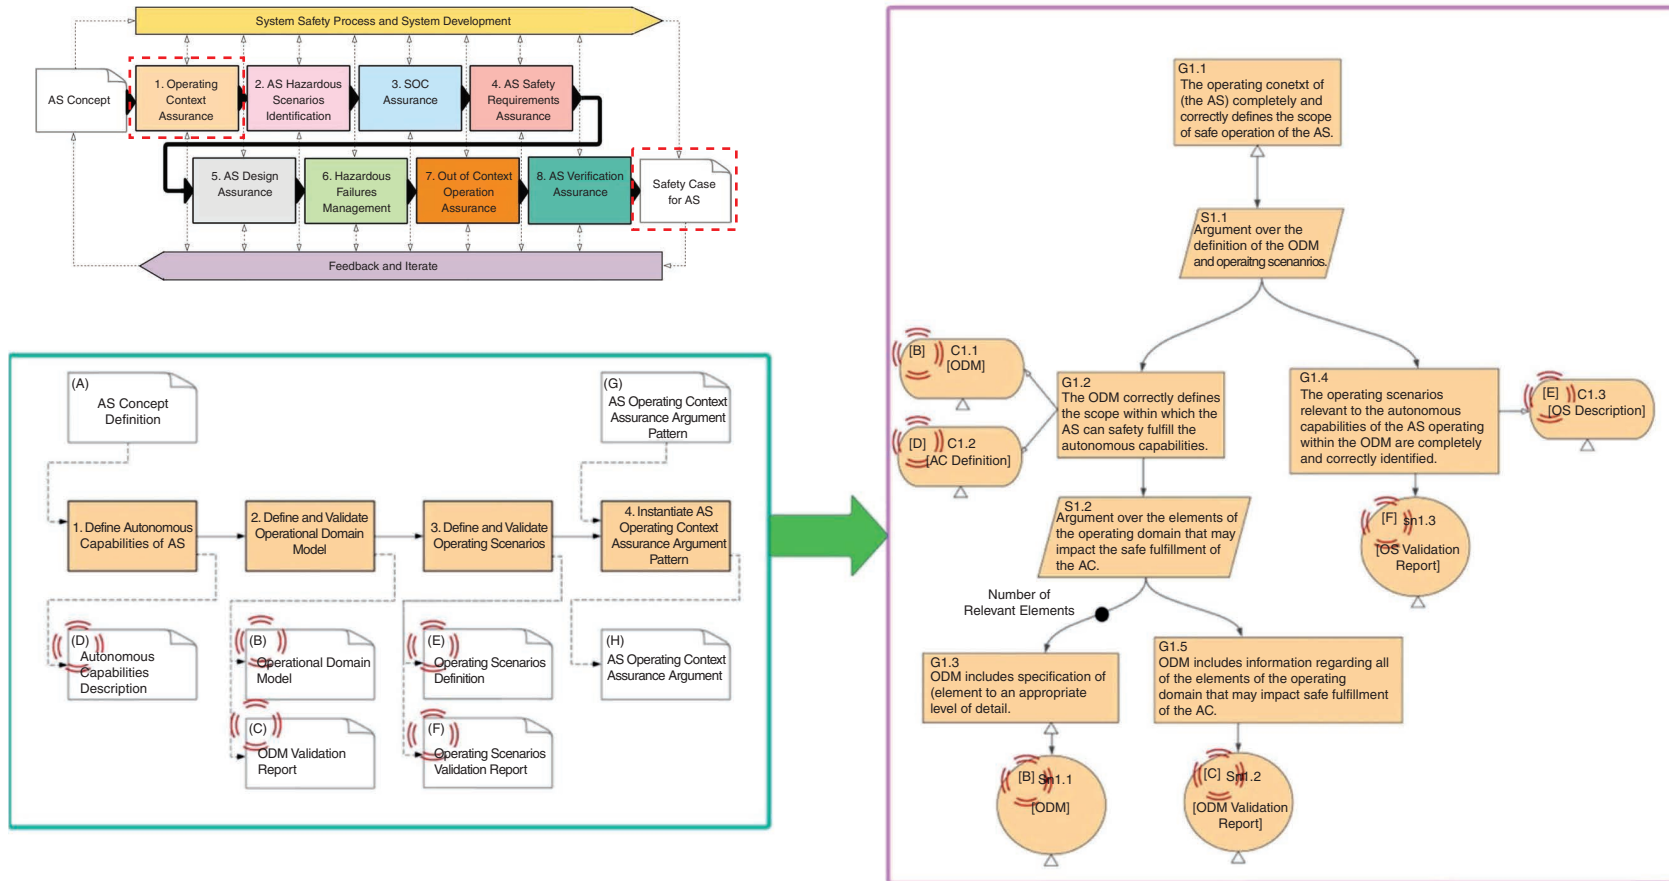 System Safety Process and System Development
AS Concept
1. Operating
Context
Assurance
2. AS Hazardous
Scenarios
Identification
3. SOC
Assurance
4. AS Safety
Requirements
Assurance
5. AS Design
Assurance
6. Hazardous
Failures
Management
7. Out of Context
Operation
Assurance
8. AS Verification
Assurance
Safety Case
for AS
Feedback and Iterate
(A)
AS Concept
Definition
(G)
AS Operating Context
Assurance Argument
Pattern
1. Define Autonomous
Capabilities of AS
2. Define and Validate
Operational Domain
Model
3. Define and Validate
Operating Scenarios
4. Instantiate AS
Operating Context
Assurance Argument
Pattern
(D)
Autonomous
Capabilities
Description
(B)
Operational Domain
Model
(E)
Operating Scenarios
Definition
(H)
AS Operating Context
Assurance Argument
(C)
ODM Validation
Report
(F)
Operating Scenarios
Validation Report
G1.1
The operating conetxt of
(the AS) completely and
correctly defines the scope
of safe operation of the AS.
S1.1
Argument over the
definition of the ODM
and operaitng scenanrios.
[B] C1.1
[ODM]
[D] C1.2
[AC Definition]
G1.2
The ODM correctly defines
the scope within which the
AS can safety fulfill the
autonomous capabilities.
G1.4
The operating scenarios
relevant to the autonomous
capabilities of the AS operating
within the ODM are completely
and correctly identified.
[E] C1.3
[OS Description]
S1.2
Argument over the elements of
the operating domain that may
impact the safe fulfillment of
the AC.
[F] sn1.3
[OS Validation
Report]
Number of
Relevant Elements
G1.3
ODM includes specification of
(element to an appropriate
level of detail.
G1.5
ODM includes information regarding all
of the elements of the operating
domain that may impact safe fulfillment
of the AC.
[B] Sn1.1
[ODM]
[C] Sn1.2
[ODM Validation
Report]